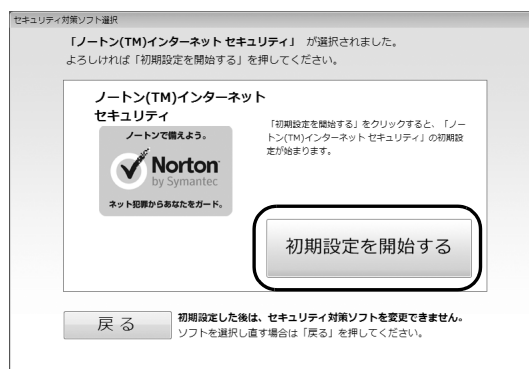 セキュリティ対策ソフト選択
「ノートン(TM)インターネット セキュリティ」 が選択されました。
よろしければ「初期設定を開始する」を押してください。
ノートン(TM)インターネット
セキュリティ
ノートンで備えよう。
Norton
by Symantec
ネット犯罪からあなたをガード。
「初期設定を開始する」をクリックすると、「ノー
トン(TM)インターネット セキュリティ」の初期設
定が始まります。
初期設定を開始する
戻る
初期設定した後は、セキュリティ対策ソフトを変更できません。
ソフトを選択し直す場合は「戻る」を押してください。